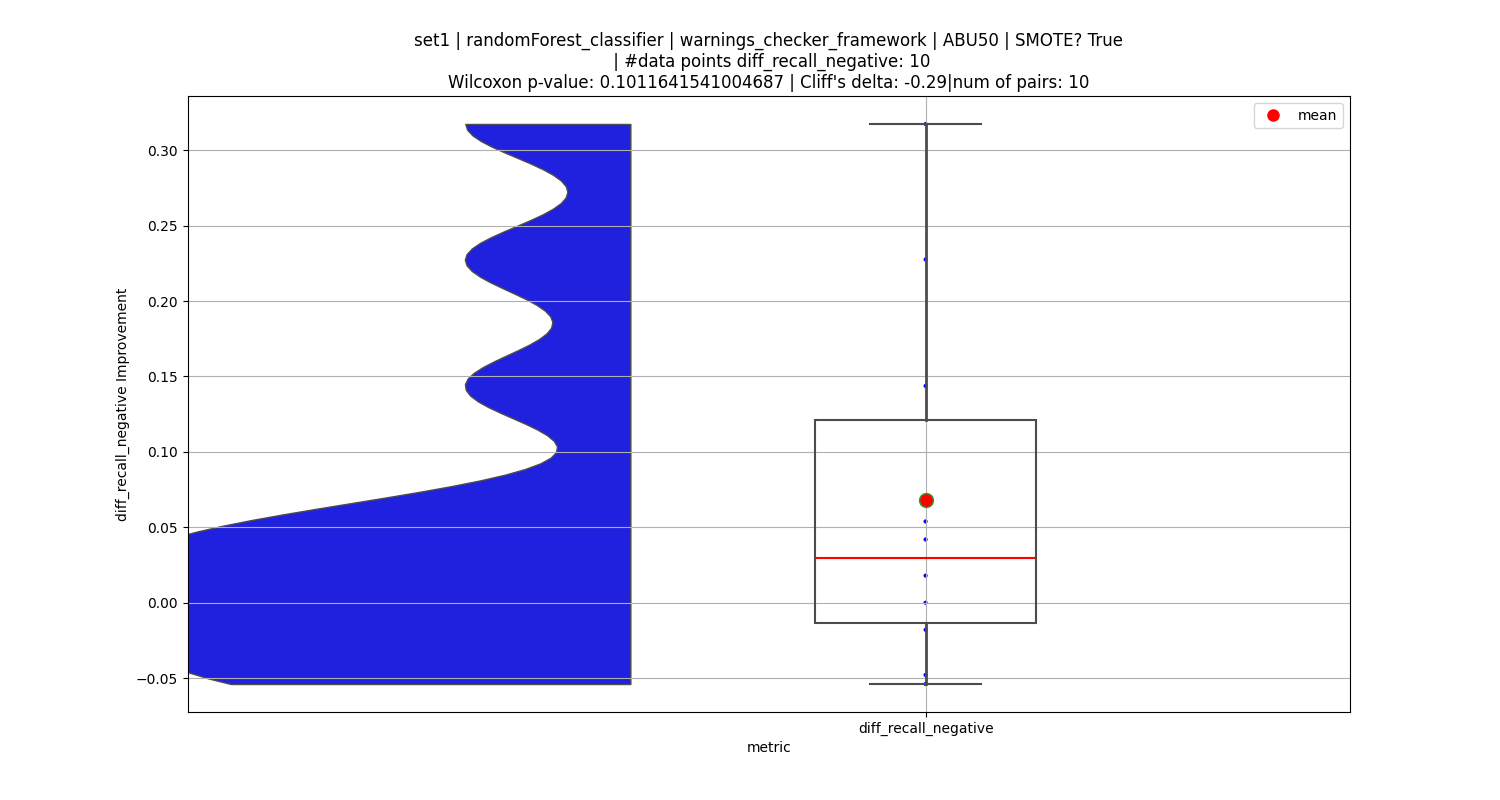 set1 | randomForest_classifier | warnings_checker_framework | ABU50 | SMOTE? True
| #data points diff_recall_negative: 10
Wilcoxon p-value: 0.1011641541004687 | Cliff's delta: -0.29|num of pairs: 10
mean
0.30
0.25
0.20
0.15
0.10
0.05
0.00
−0.05
diff_recall_negative Improvement
diff_recall_negative
metric